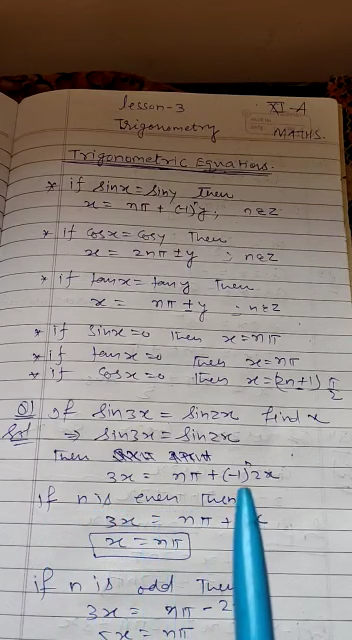 Lesson-3 XI-A
Trigonometry MATHS.
Trigonometric Equations.
* if sinx = siny Then
x = nπ + (-1)ⁿy, n∈Z
* if Cosx = Cosy Then
x = 2nπ ± y ; n∈Z
* if tanx = tany Then
x = nπ ± y : n∈Z
* if sinx=0 Then x=nπ
* if tanx=0 Then x=nπ
* if Cosx=0 Then x=(2n+1)π/2
Q1 If sin3x = sin2x find x
Sol ⇒ sin3x = sin2x
Then
3x = nπ + (-1)ⁿ2x
if n is even Then
3x = nπ +
x = nπ
if n is odd Then
3x = nπ - 2
5x = nπ